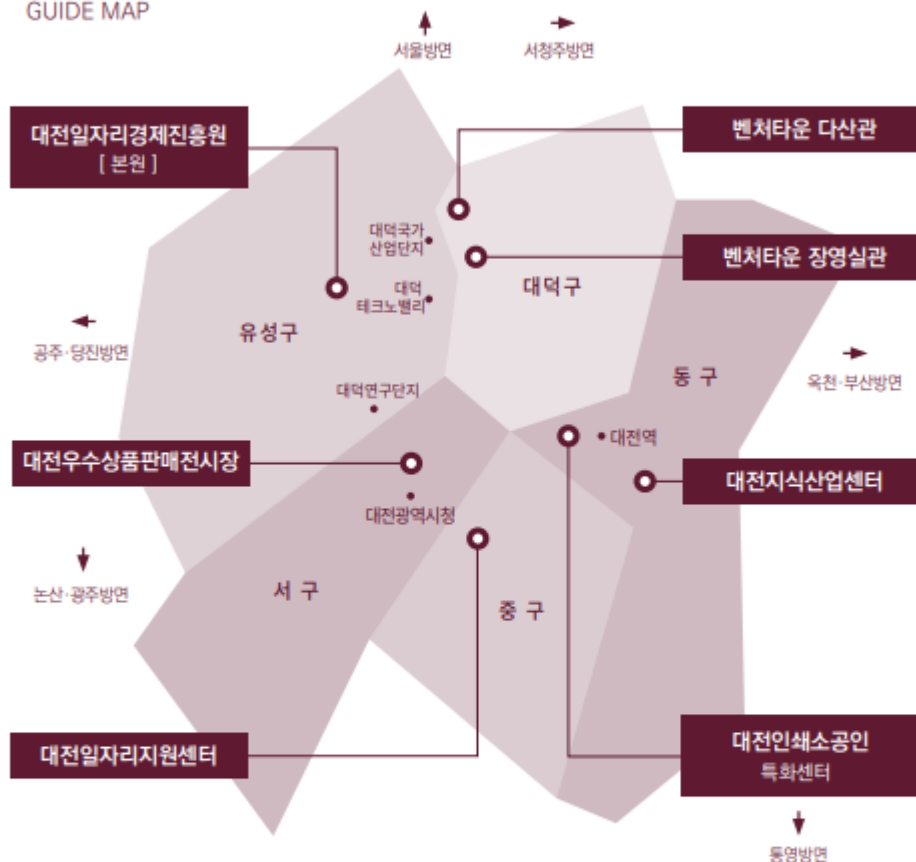 GUIDE MAP
서울방면
서청주방면
대전일자리경제진흥원
[ 본원 ]
벤처타운 다산관
대덕국가
산업단지
벤처타운 장영실관
대덕
테크노밸리
대덕구
유성구
공주·당진방면
동 구
옥천·부산방면
대덕연구단지
대전역
대전우수상품판매전시장
대전지식산업센터
대전광역시청
논산·광주방면
서 구
중 구
대전일자리지원센터
대전인쇄소공인
특화센터
통영방면